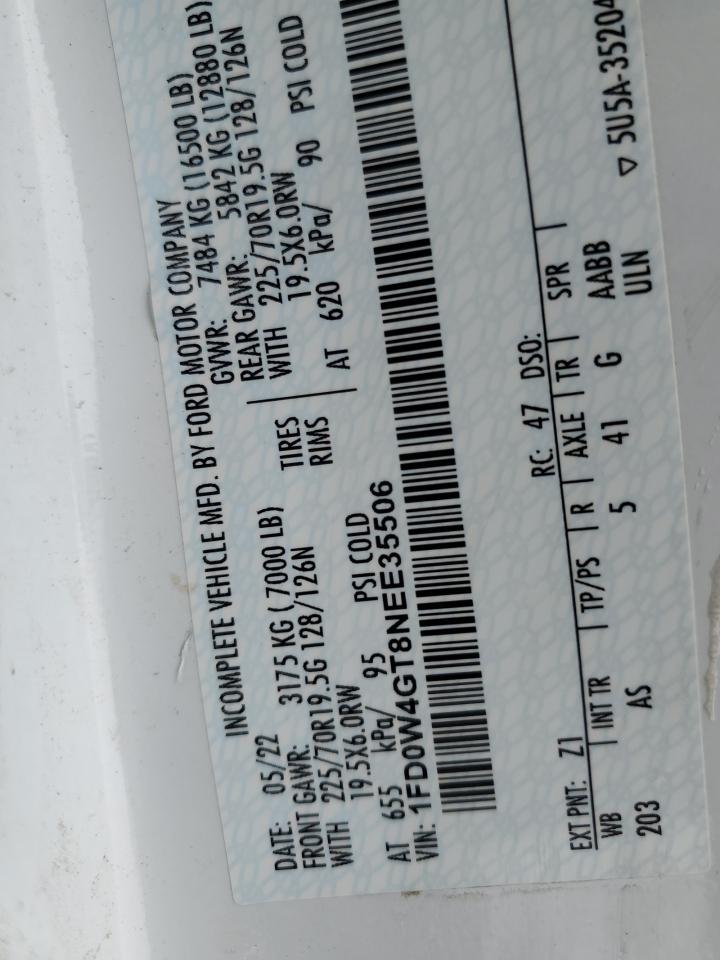 INCOMPLETE VEHICLE MFD. BY FORD MOTOR COMPANY
DATE: 05/22 GVWR: 7484 KG (16500 LB)
FRONT GAWR: 3175 KG ( 7000 LB) REAR GAWR: 5842 KG (12880 LB)
WITH 225/70R19.5G 128/126N TIRES WITH 225/70R19.5G 128/126N
19.5X6.0RW RIMS 19.5X6.0RW
AT 655 kPa/ 95 PSI COLD AT 620 kPa/ 90 PSI COLD
VIN: 1FD0W4GT8NEE35506
EXT PNT: Z1 RC: 47 DSO:
WB INT TR TP/PS R AXLE TR SPR
203 AS 5 41 G AABB
ULN
▽ 5U5A-35204